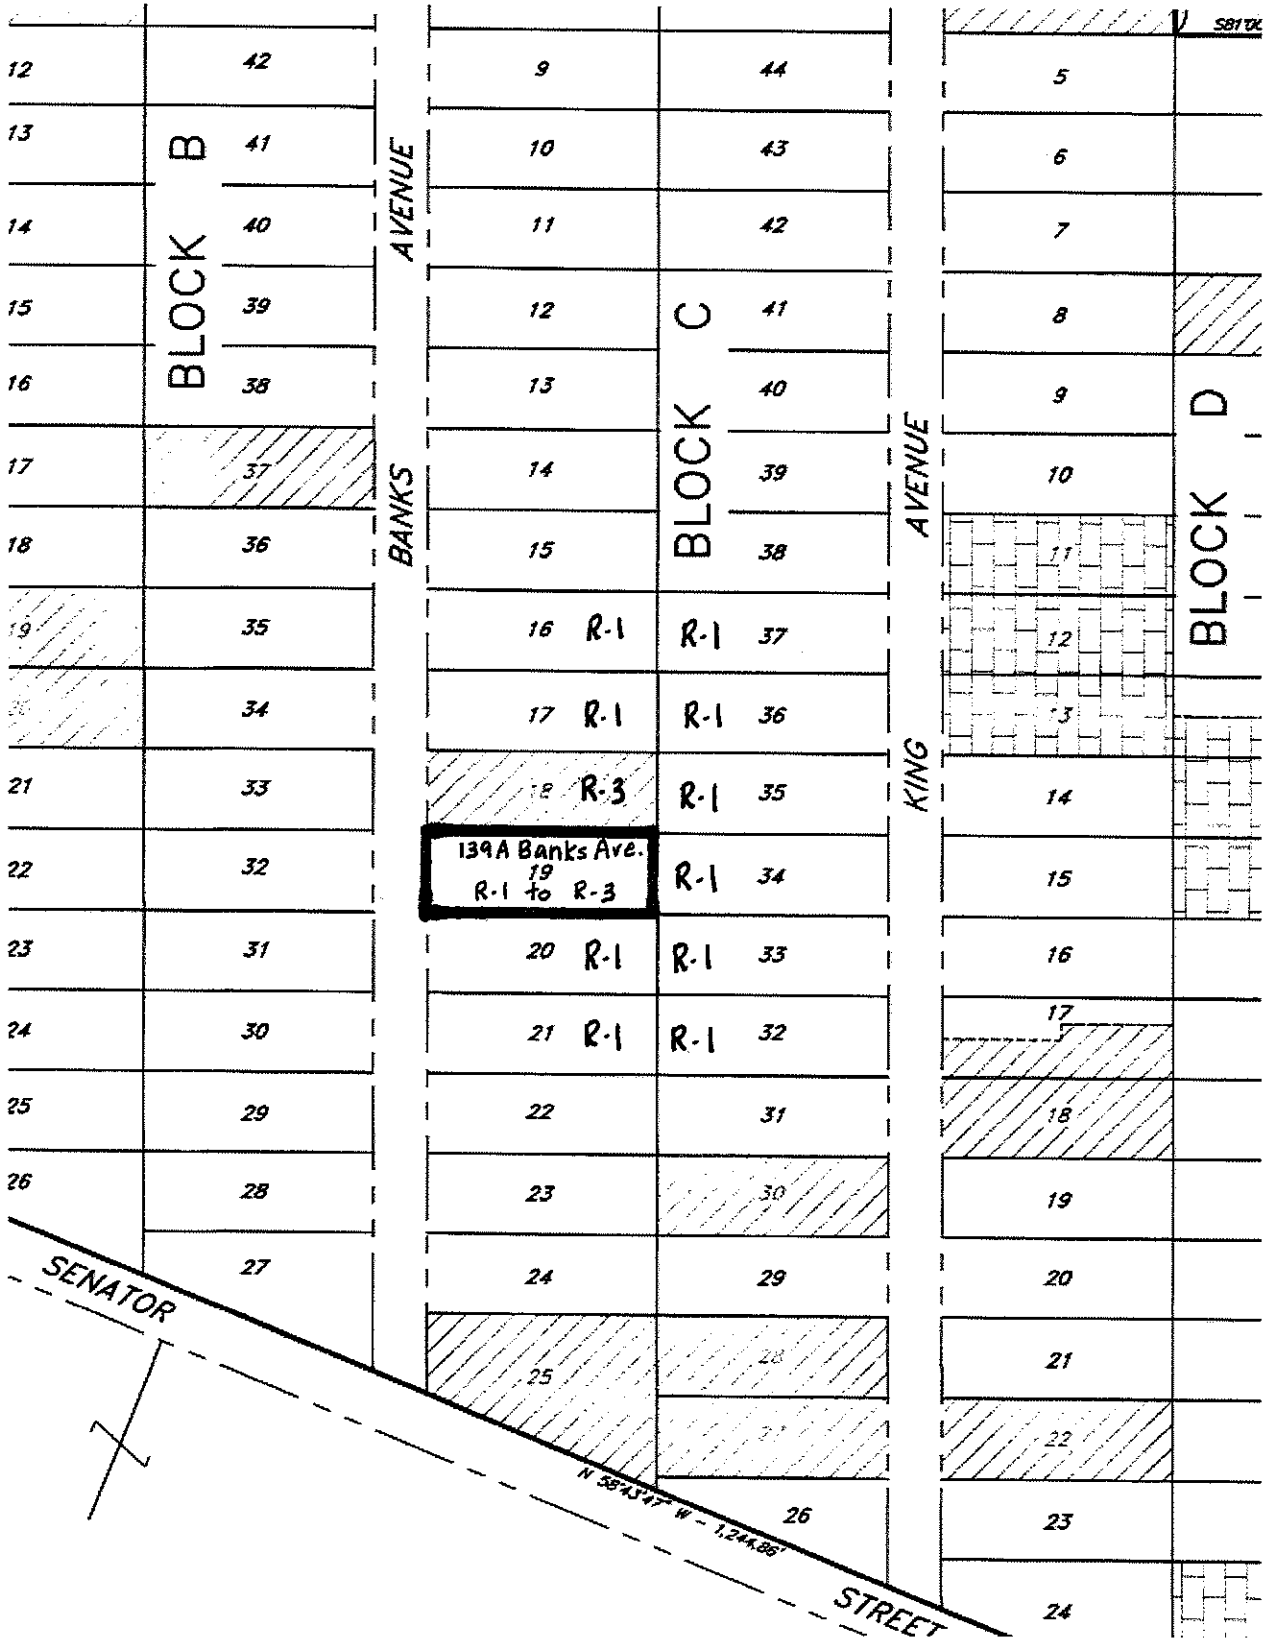 S81°00
12 42 9 44 5
13 41 10 43 6
14 40 11 42 7
15 39 12 41 8
16 38 13 40 9
17 37 14 39 10
18 36 15 38 11
19 35 16 R-1 R-1 37 12
34 17 R-1 R-1 36 13
21 33 18 R-3 R-1 35 14
139A Banks Ave.
22 32 19 R-1 34 15
R-1 to R-3
23 31 20 R-1 R-1 33 16
24 30 21 R-1 R-1 32 17
25 29 22 31 18
26 28 23 30 19
27 24 29 20
25 28 21
27 22
26 23
24
BLOCK B
BANKS AVENUE
BLOCK C
KING AVENUE
BLOCK D
SENATOR STREET
N 58°43'47" W - 1,244.86'